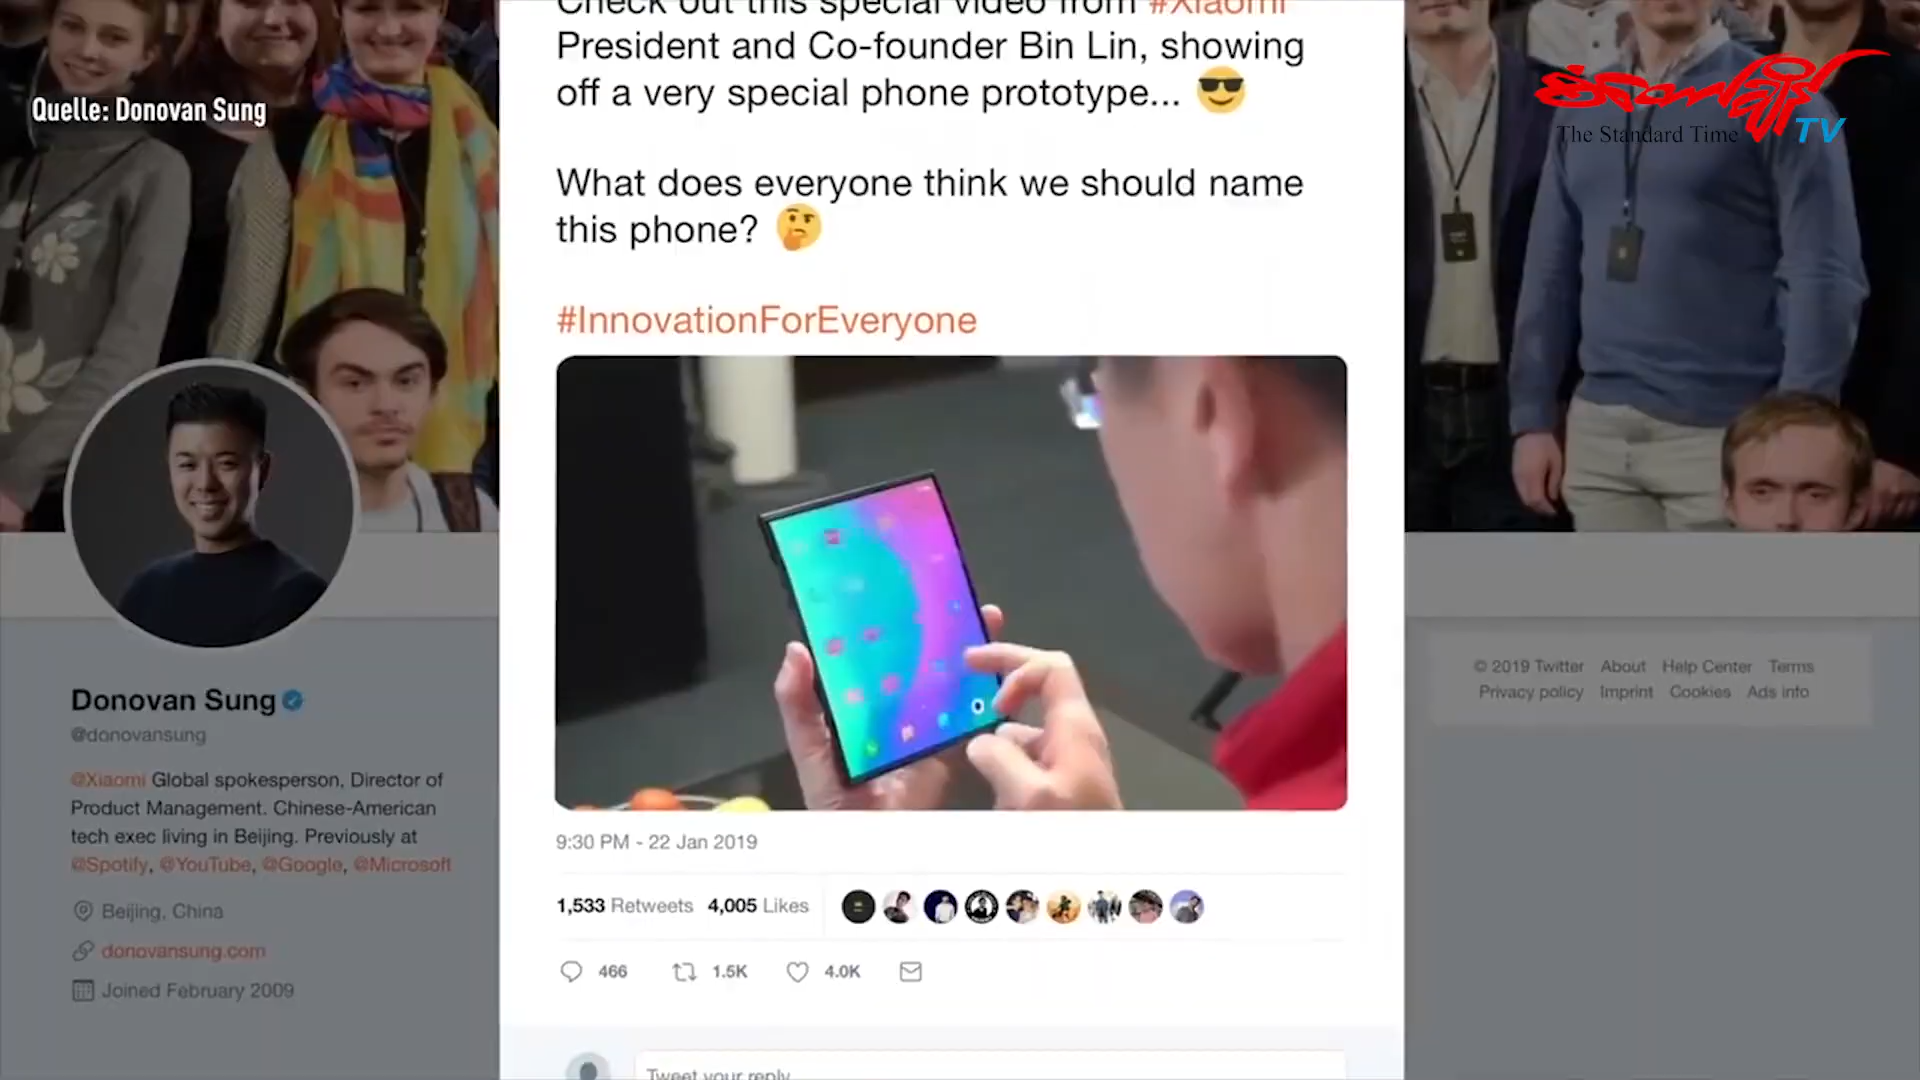 Check out this special video from #Xiaomi
President and Co-founder Bin Lin, showing
off a very special phone prototype... 😎
What does everyone think we should name
this phone? 🤔
#InnovationForEveryone
9:30 PM - 22 Jan 2019
1,533 Retweets 4,005 Likes
466 1.5K 4.0K
Tweet your reply
Quelle: Donovan Sung
Donovan Sung
@donovansung
@Xiaomi Global spokesperson, Director of
Product Management. Chinese-American
tech exec living in Beijing. Previously at
@Spotify, @YouTube, @Google, @Microsoft
Beijing, China
donovansung.com
Joined February 2009
စံတော်ချိန်
The Standard Time TV
© 2019 Twitter About Help Center Terms
Privacy policy Imprint Cookies Ads info